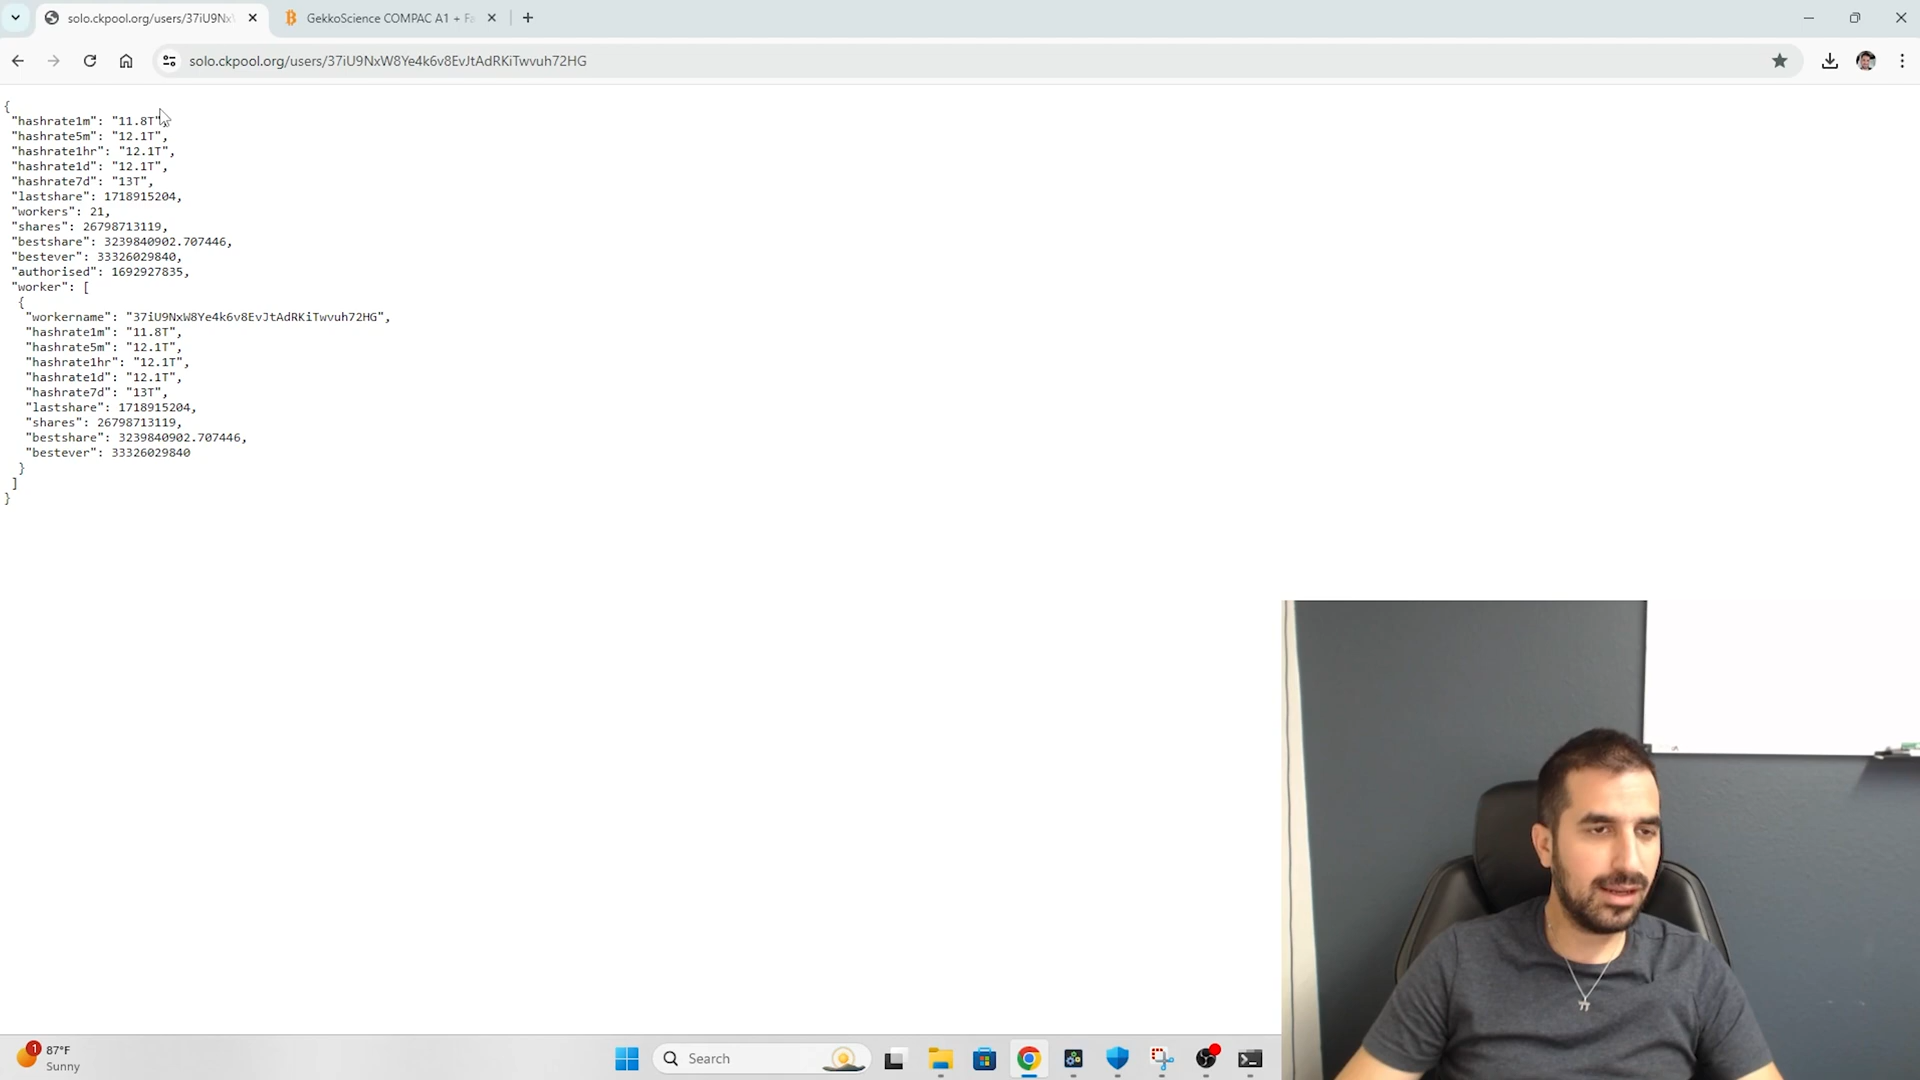 solo.ckpool.org/users/37iU9NxW
GekkoScience COMPAC A1 + Fa
solo.ckpool.org/users/37iU9NxW8Ye4k6v8EvJtAdRKiTwvuh72HG
{
"hashrate1m": "11.8T",
"hashrate5m": "12.1T",
"hashrate1hr": "12.1T",
"hashrate1d": "12.1T",
"hashrate7d": "13T",
"lastshare": 1718915204,
"workers": 21,
"shares": 26798713119,
"bestshare": 3239840902.707446,
"bestever": 33326029840,
"authorised": 1692927835,
"worker": [
{
"workername": "37iU9NxW8Ye4k6v8EvJtAdRKiTwvuh72HG",
"hashrate1m": "11.8T",
"hashrate5m": "12.1T",
"hashrate1hr": "12.1T",
"hashrate1d": "12.1T",
"hashrate7d": "13T",
"lastshare": 1718915204,
"shares": 26798713119,
"bestshare": 3239840902.707446,
"bestever": 33326029840
}
]
}
1
87°F
Sunny
Search